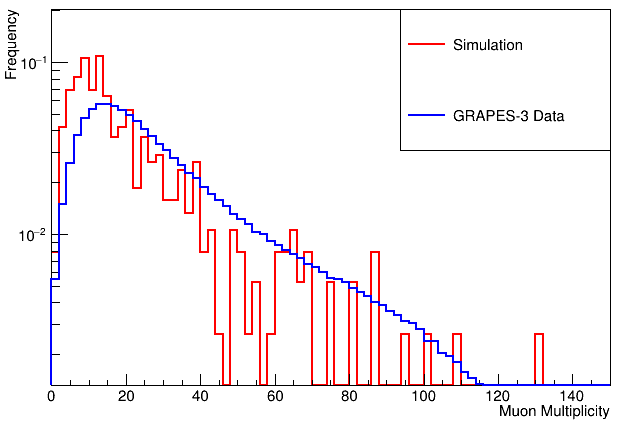 Frequency
Simulation
GRAPES-3 Data
10⁻¹
10⁻²
0 20 40 60 80 100 120 140
Muon Multiplicity